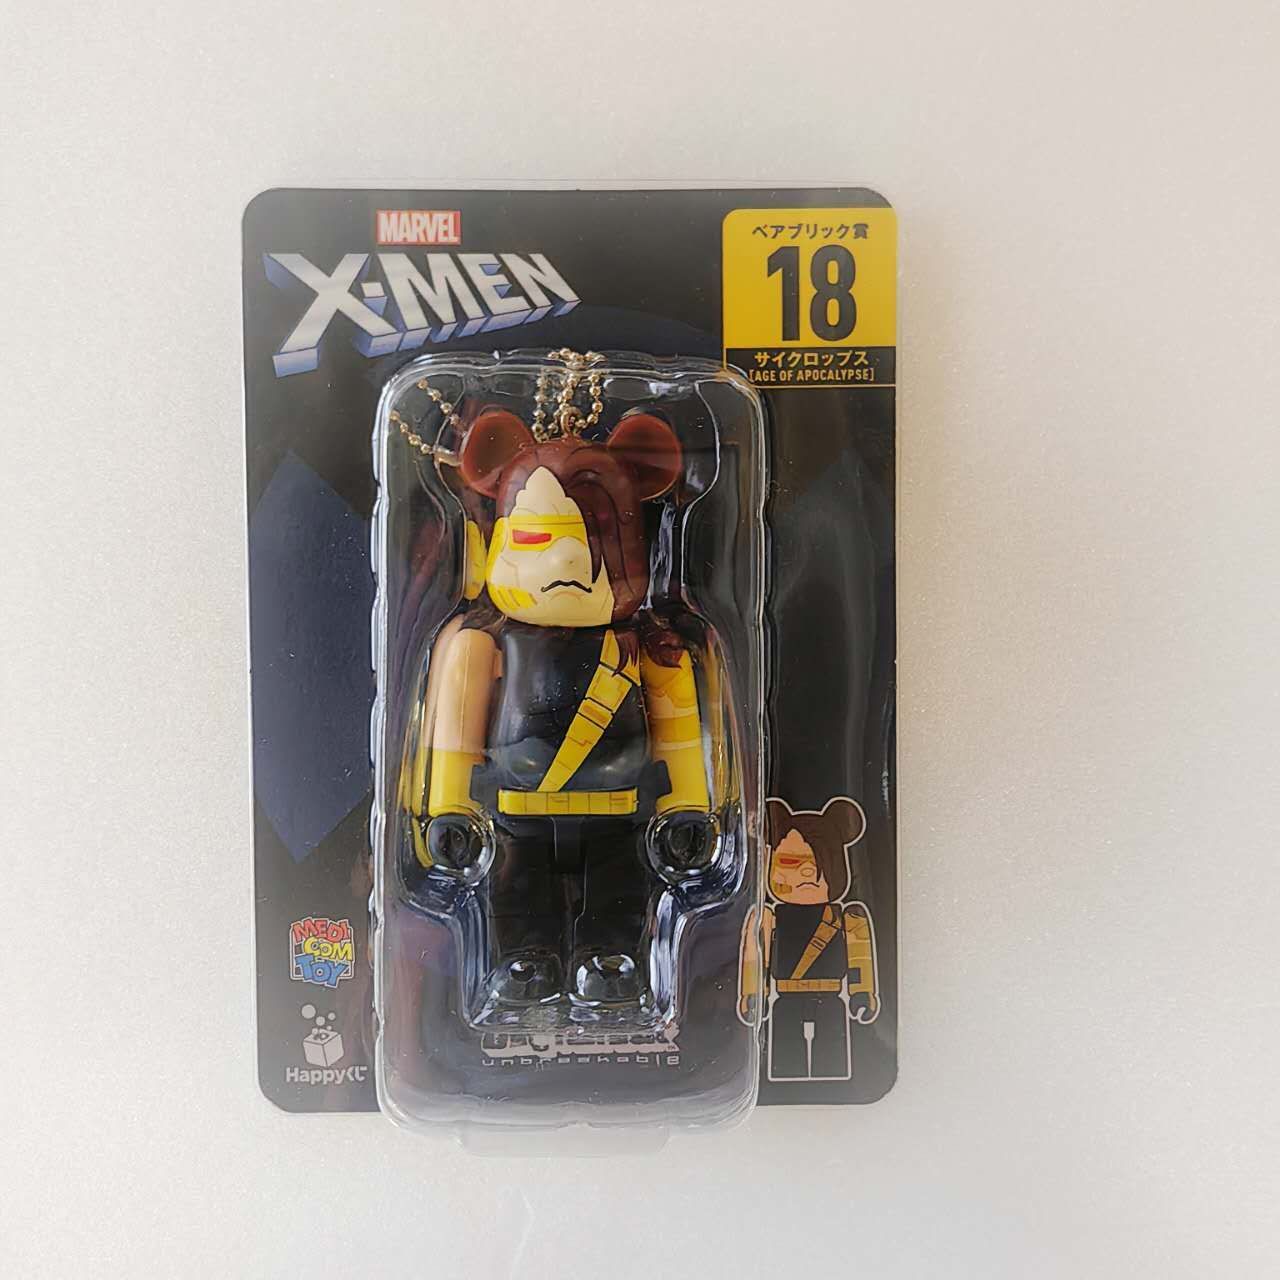 MARVEL
X-MEN
ベアブリック賞
18
サイクロップス
[AGE OF APOCALYPSE]
MEDI
COM
TOY
Happyくじ
unbreakable